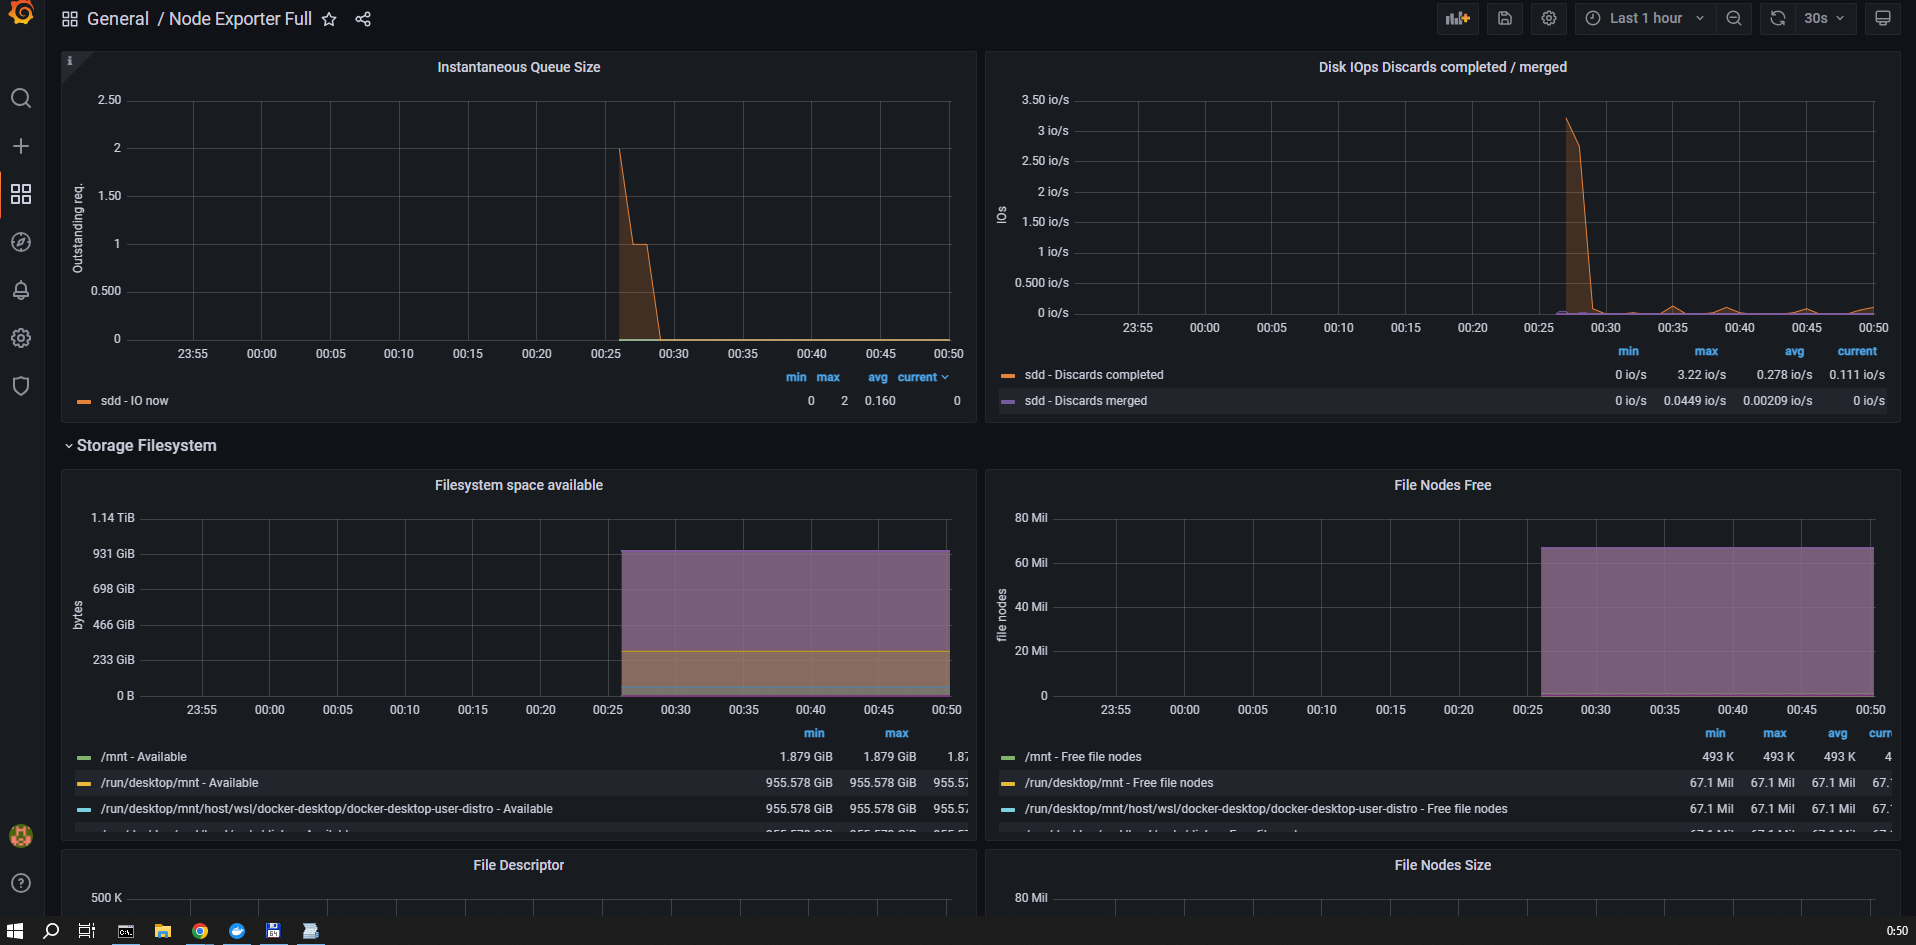 General / Node Exporter Full
Last 1 hour
30s
Instantaneous Queue Size
2.50
2
1.50
1
0.500
0
Outstanding req.
23:55 00:00 00:05 00:10 00:15 00:20 00:25 00:30 00:35 00:40 00:45 00:50
min max avg current
sdd - IO now 0 2 0.160 0
Disk IOps Discards completed / merged
3.50 io/s
3 io/s
2.50 io/s
2 io/s
1.50 io/s
1 io/s
0.500 io/s
0 io/s
IOs
23:55 00:00 00:05 00:10 00:15 00:20 00:25 00:30 00:35 00:40 00:45 00:50
min max avg current
sdd - Discards completed 0 io/s 3.22 io/s 0.278 io/s 0.111 io/s
sdd - Discards merged 0 io/s 0.0449 io/s 0.00209 io/s 0 io/s
Storage Filesystem
Filesystem space available
1.14 TiB
931 GiB
698 GiB
466 GiB
233 GiB
0 B
bytes
23:55 00:00 00:05 00:10 00:15 00:20 00:25 00:30 00:35 00:40 00:45 00:50
min max
/mnt - Available 1.879 GiB 1.879 GiB 1.87
/run/desktop/mnt - Available 955.578 GiB 955.578 GiB 955.57
/run/desktop/mnt/host/wsl/docker-desktop/docker-desktop-user-distro - Available 955.578 GiB 955.578 GiB 955.57
File Nodes Free
80 Mil
60 Mil
40 Mil
20 Mil
0
file nodes
23:55 00:00 00:05 00:10 00:15 00:20 00:25 00:30 00:35 00:40 00:45 00:50
min max avg curr
/mnt - Free file nodes 493 K 493 K 493 K 4
/run/desktop/mnt - Free file nodes 67.1 Mil 67.1 Mil 67.1 Mil 67.
/run/desktop/mnt/host/wsl/docker-desktop/docker-desktop-user-distro - Free file nodes 67.1 Mil 67.1 Mil 67.1 Mil 67.
File Descriptor
500 K
File Nodes Size
80 Mil
0:50